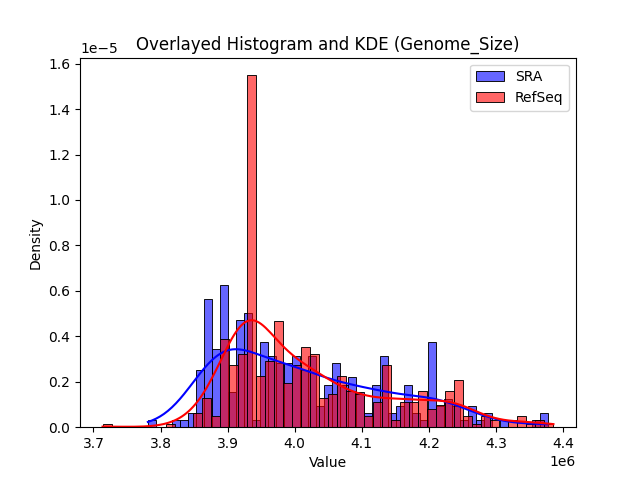 Overlayed Histogram and KDE (Genome_Size)
1e−5
SRA
RefSeq
1.6
1.4
1.2
1.0
0.8
0.6
0.4
0.2
0.0
Density
3.7 3.8 3.9 4.0 4.1 4.2 4.3 4.4
1e6
Value